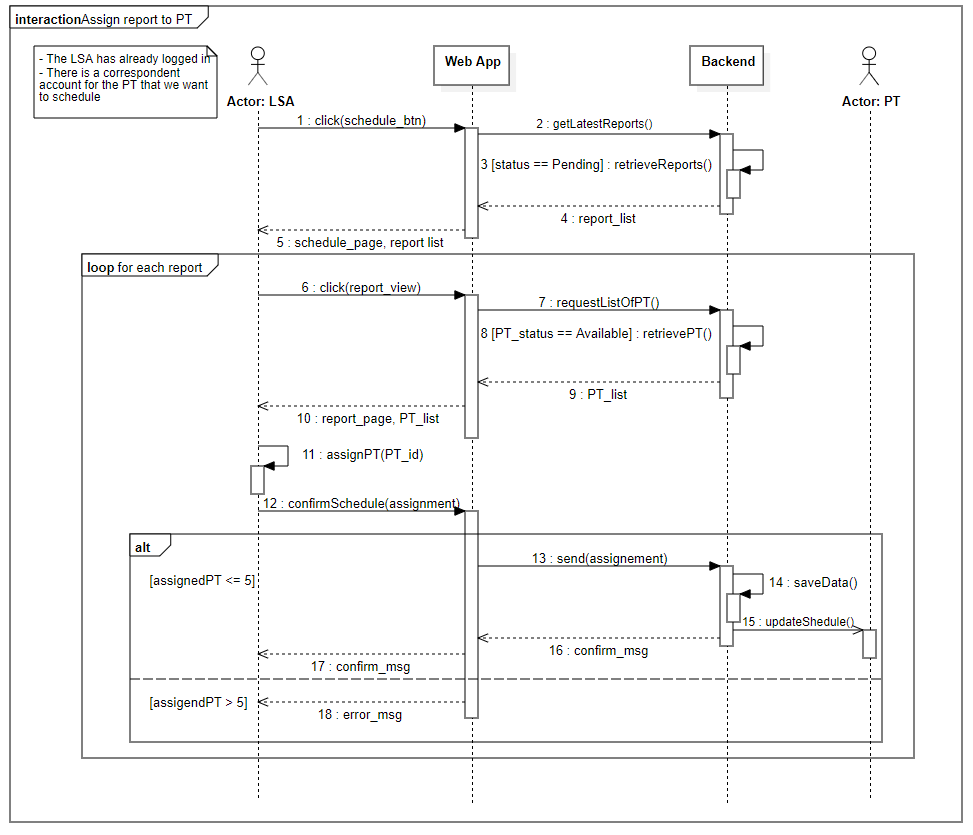 interactionAssign report to PT
- The LSA has already logged in
- There is a correspondent
account for the PT that we want
to schedule
Actor: LSA
Web App
Backend
Actor: PT
1 : click(schedule_btn)
2 : getLatestReports()
3 [status == Pending] : retrieveReports()
4 : report_list
5 : schedule_page, report list
loop for each report
6 : click(report_view)
7 : requestListOfPT()
8 [PT_status == Available] : retrievePT()
9 : PT_list
10 : report_page, PT_list
11 : assignPT(PT_id)
12 : confirmSchedule(assignment)
alt
13 : send(assignement)
[assignedPT <= 5]
14 : saveData()
15 : updateShedule()
16 : confirm_msg
17 : confirm_msg
[assigendPT > 5]
18 : error_msg